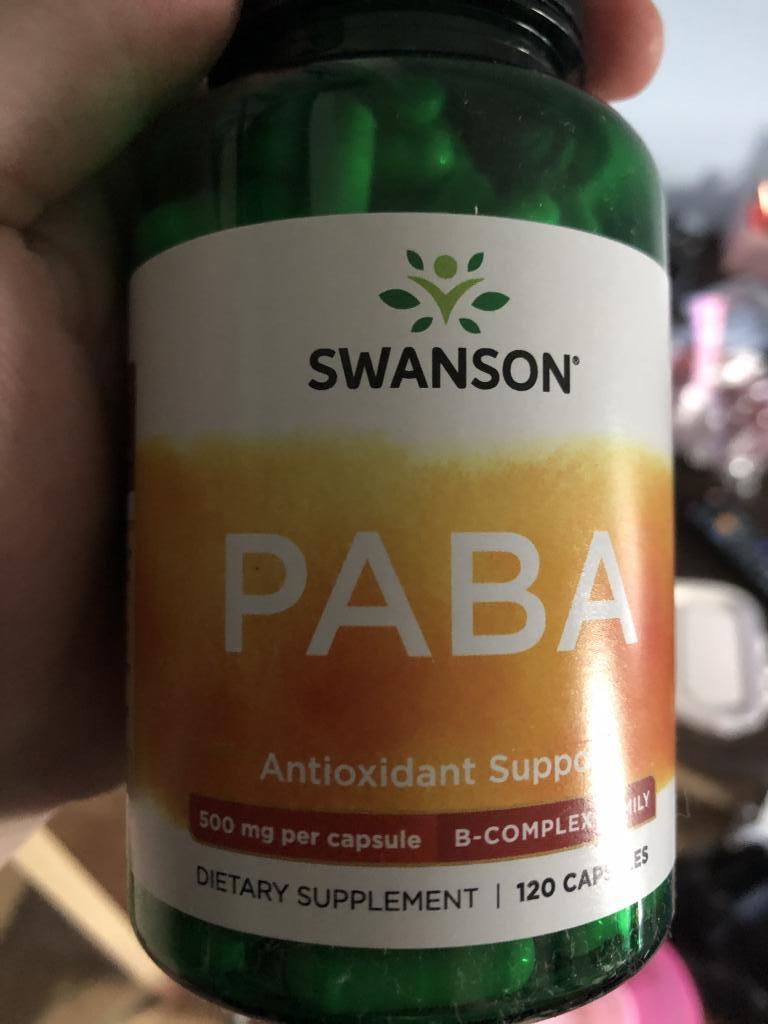 SWANSON®
PABA
Antioxidant
500 mg per capsule B-COMPLEX
DIETARY SUPPLEMENT | 120